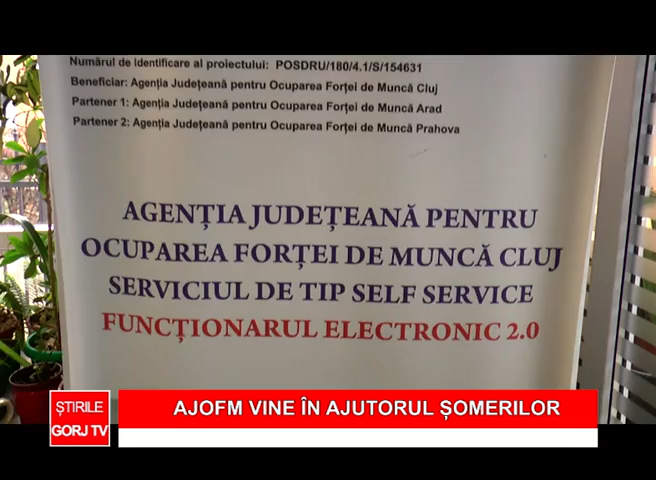 Numărul de identificare al proiectului: POSDRU/180/4.1/S/154631
Beneficiar: Agenția Județeană pentru Ocuparea Forței de Muncă Cluj
Partener 1: Agenția Județeană pentru Ocuparea Forței de Muncă Arad
Partener 2: Agenția Județeană pentru Ocuparea Forței de Muncă Prahova
AGENȚIA JUDEȚEANĂ PENTRU
OCUPAREA FORȚEI DE MUNCĂ CLUJ
SERVICIUL DE TIP SELF SERVICE
FUNCȚIONARUL ELECTRONIC 2.0
ȘTIRILE
GORJ TV
AJOFM VINE ÎN AJUTORUL ȘOMERILOR